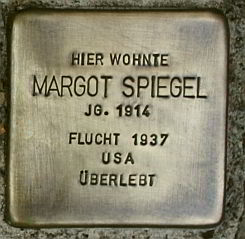 HIER WOHNTE
MARGOT SPIEGEL
JG. 1914
FLUCHT 1937
USA
ÜBERLEBT